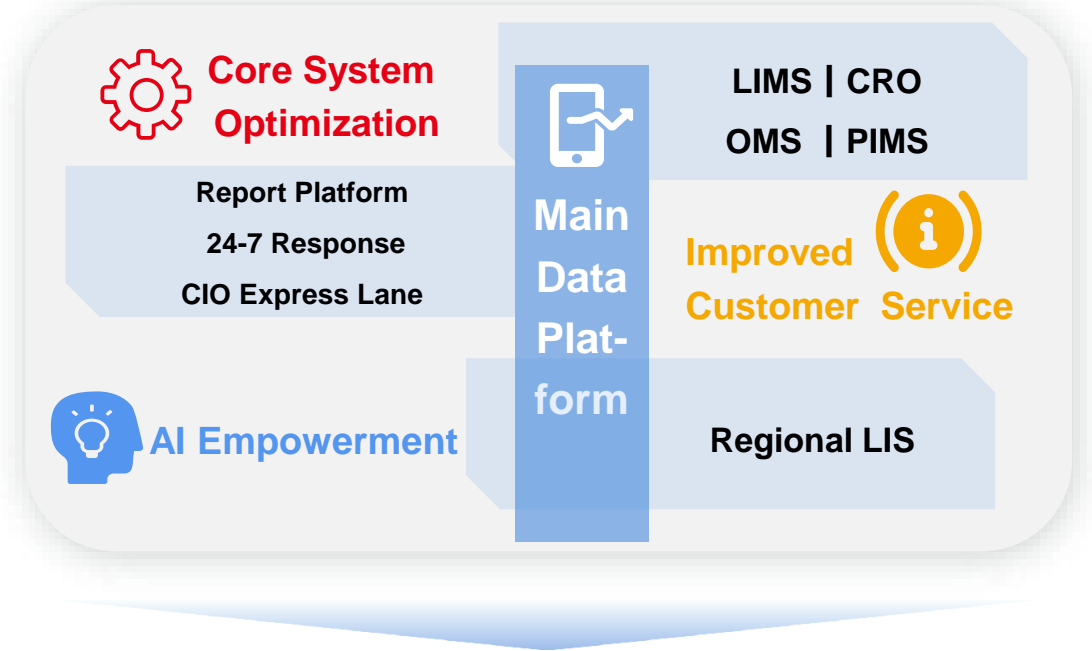 Core System
Optimization
LIMS | CRO
OMS | PIMS
Report Platform
24-7 Response
CIO Express Lane
Main
Data
Plat-
form
Improved
Customer Service
AI Empowerment
Regional LIS